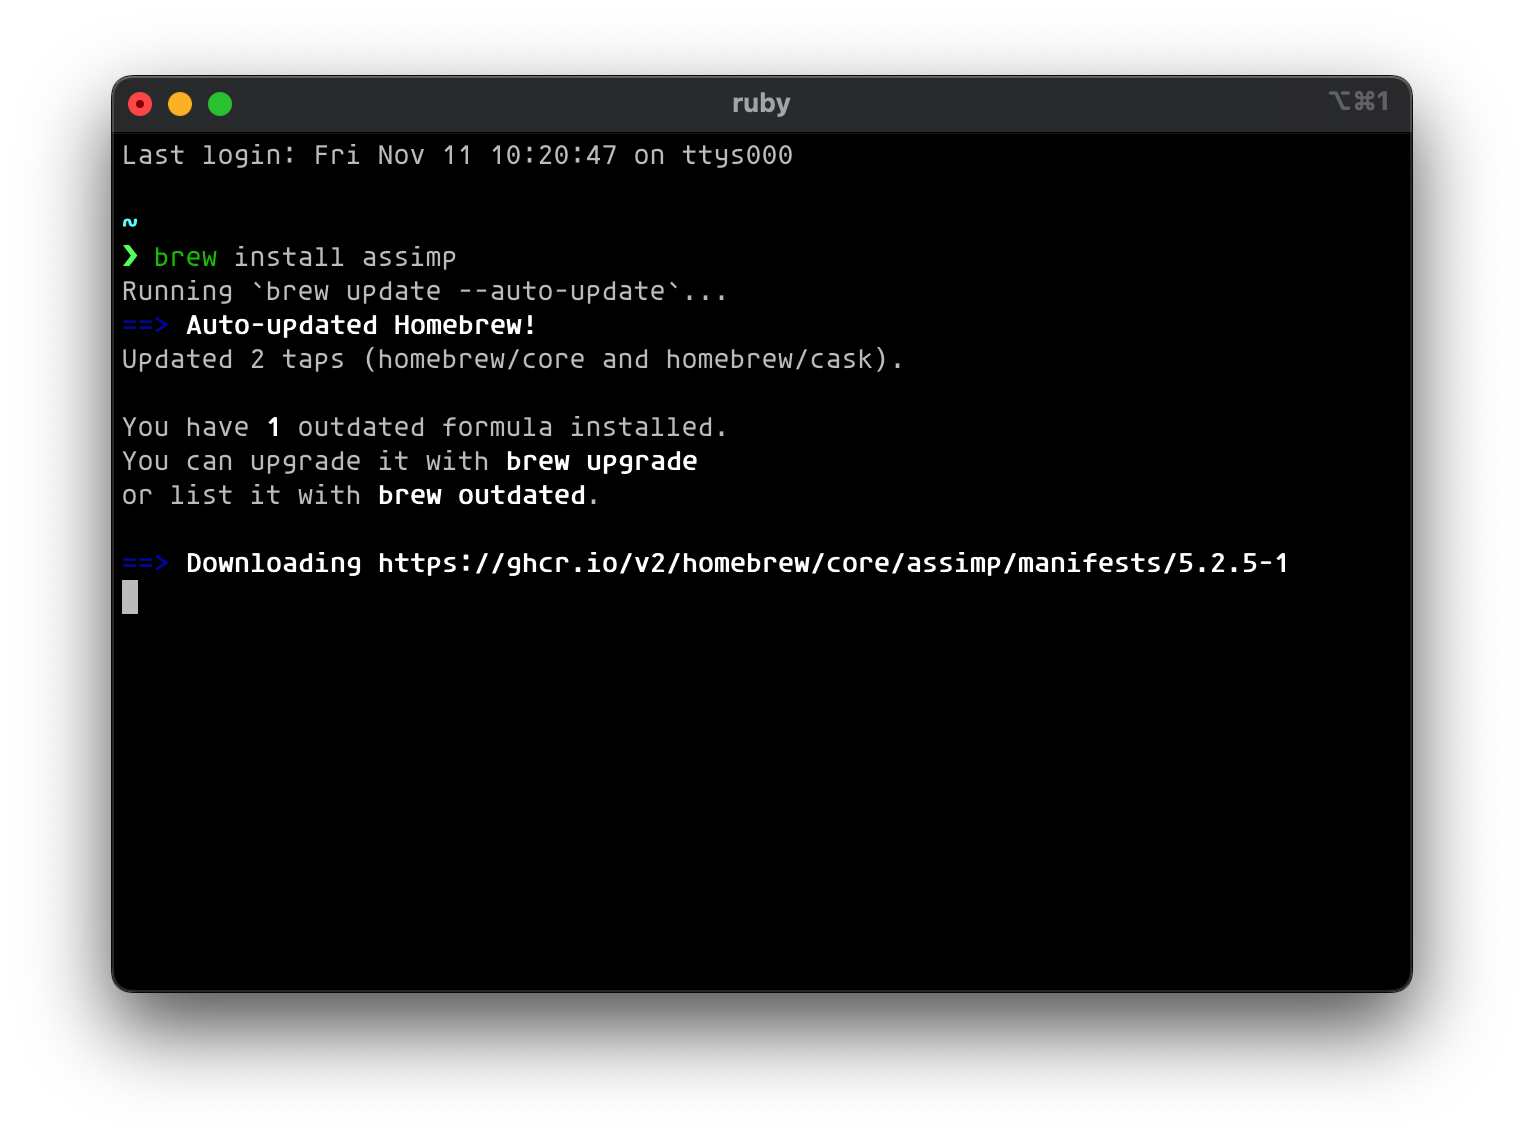 ruby
⌥⌘1
Last login: Fri Nov 11 10:20:47 on ttys000
~
❯ brew install assimp
Running `brew update --auto-update`...
==> Auto-updated Homebrew!
Updated 2 taps (homebrew/core and homebrew/cask).
You have 1 outdated formula installed.
You can upgrade it with brew upgrade
or list it with brew outdated.
==> Downloading https://ghcr.io/v2/homebrew/core/assimp/manifests/5.2.5-1